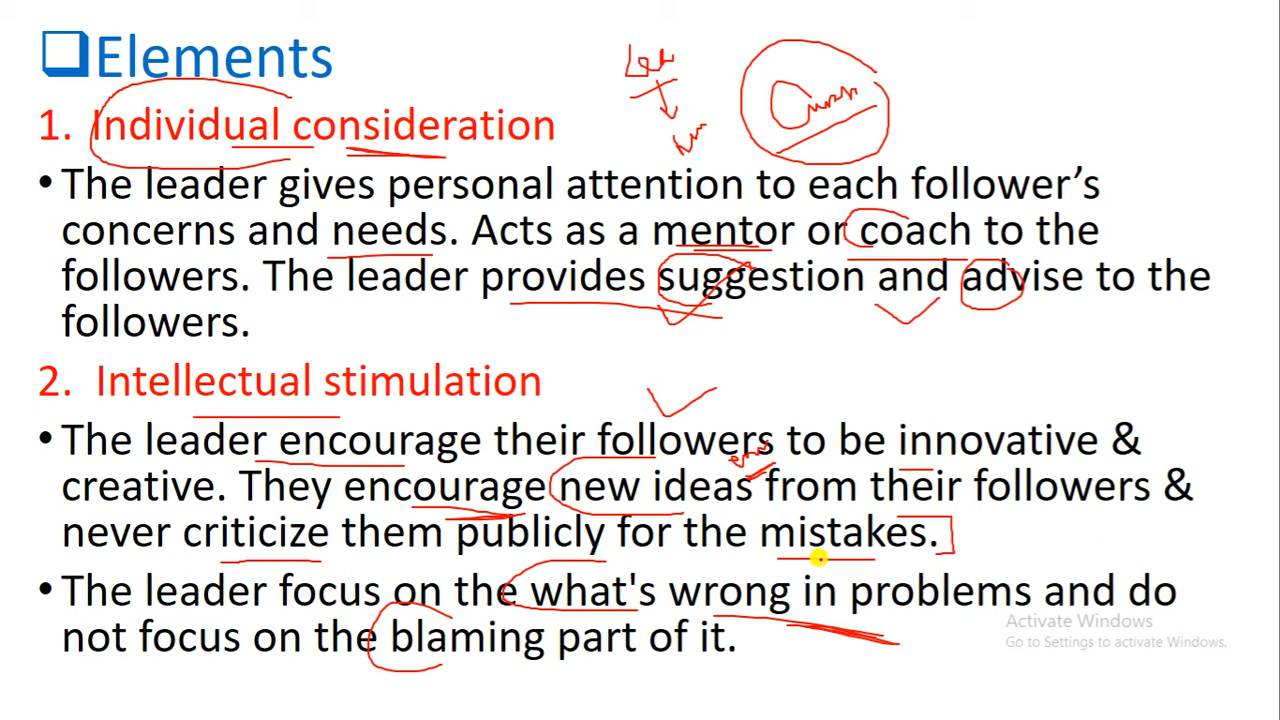 ❑Elements
1. Individual consideration
• The leader gives personal attention to each follower’s
concerns and needs. Acts as a mentor or coach to the
followers. The leader provides suggestion and advise to the
followers.
2. Intellectual stimulation
• The leader encourage their followers to be innovative &
creative. They encourage new ideas from their followers &
never criticize them publicly for the mistakes.
• The leader focus on the what's wrong in problems and do
not focus on the blaming part of it.
Activate Windows
Go to Settings to activate Windows.